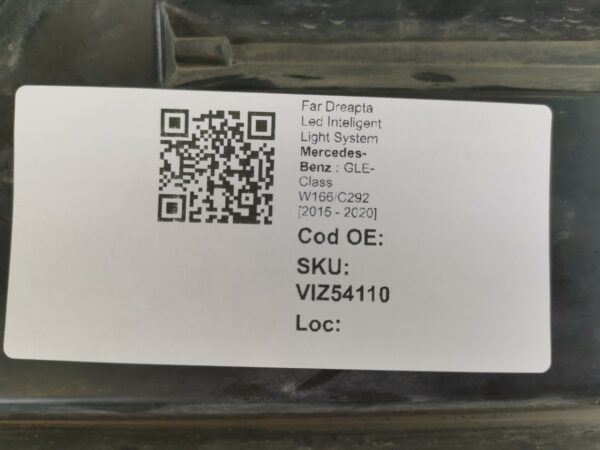 Far Dreapta
Led Inteligent
Light System
Mercedes-
Benz : GLE-
Class
W166/C292
[2015 - 2020]
Cod OE:
SKU:
VIZ54110
Loc: